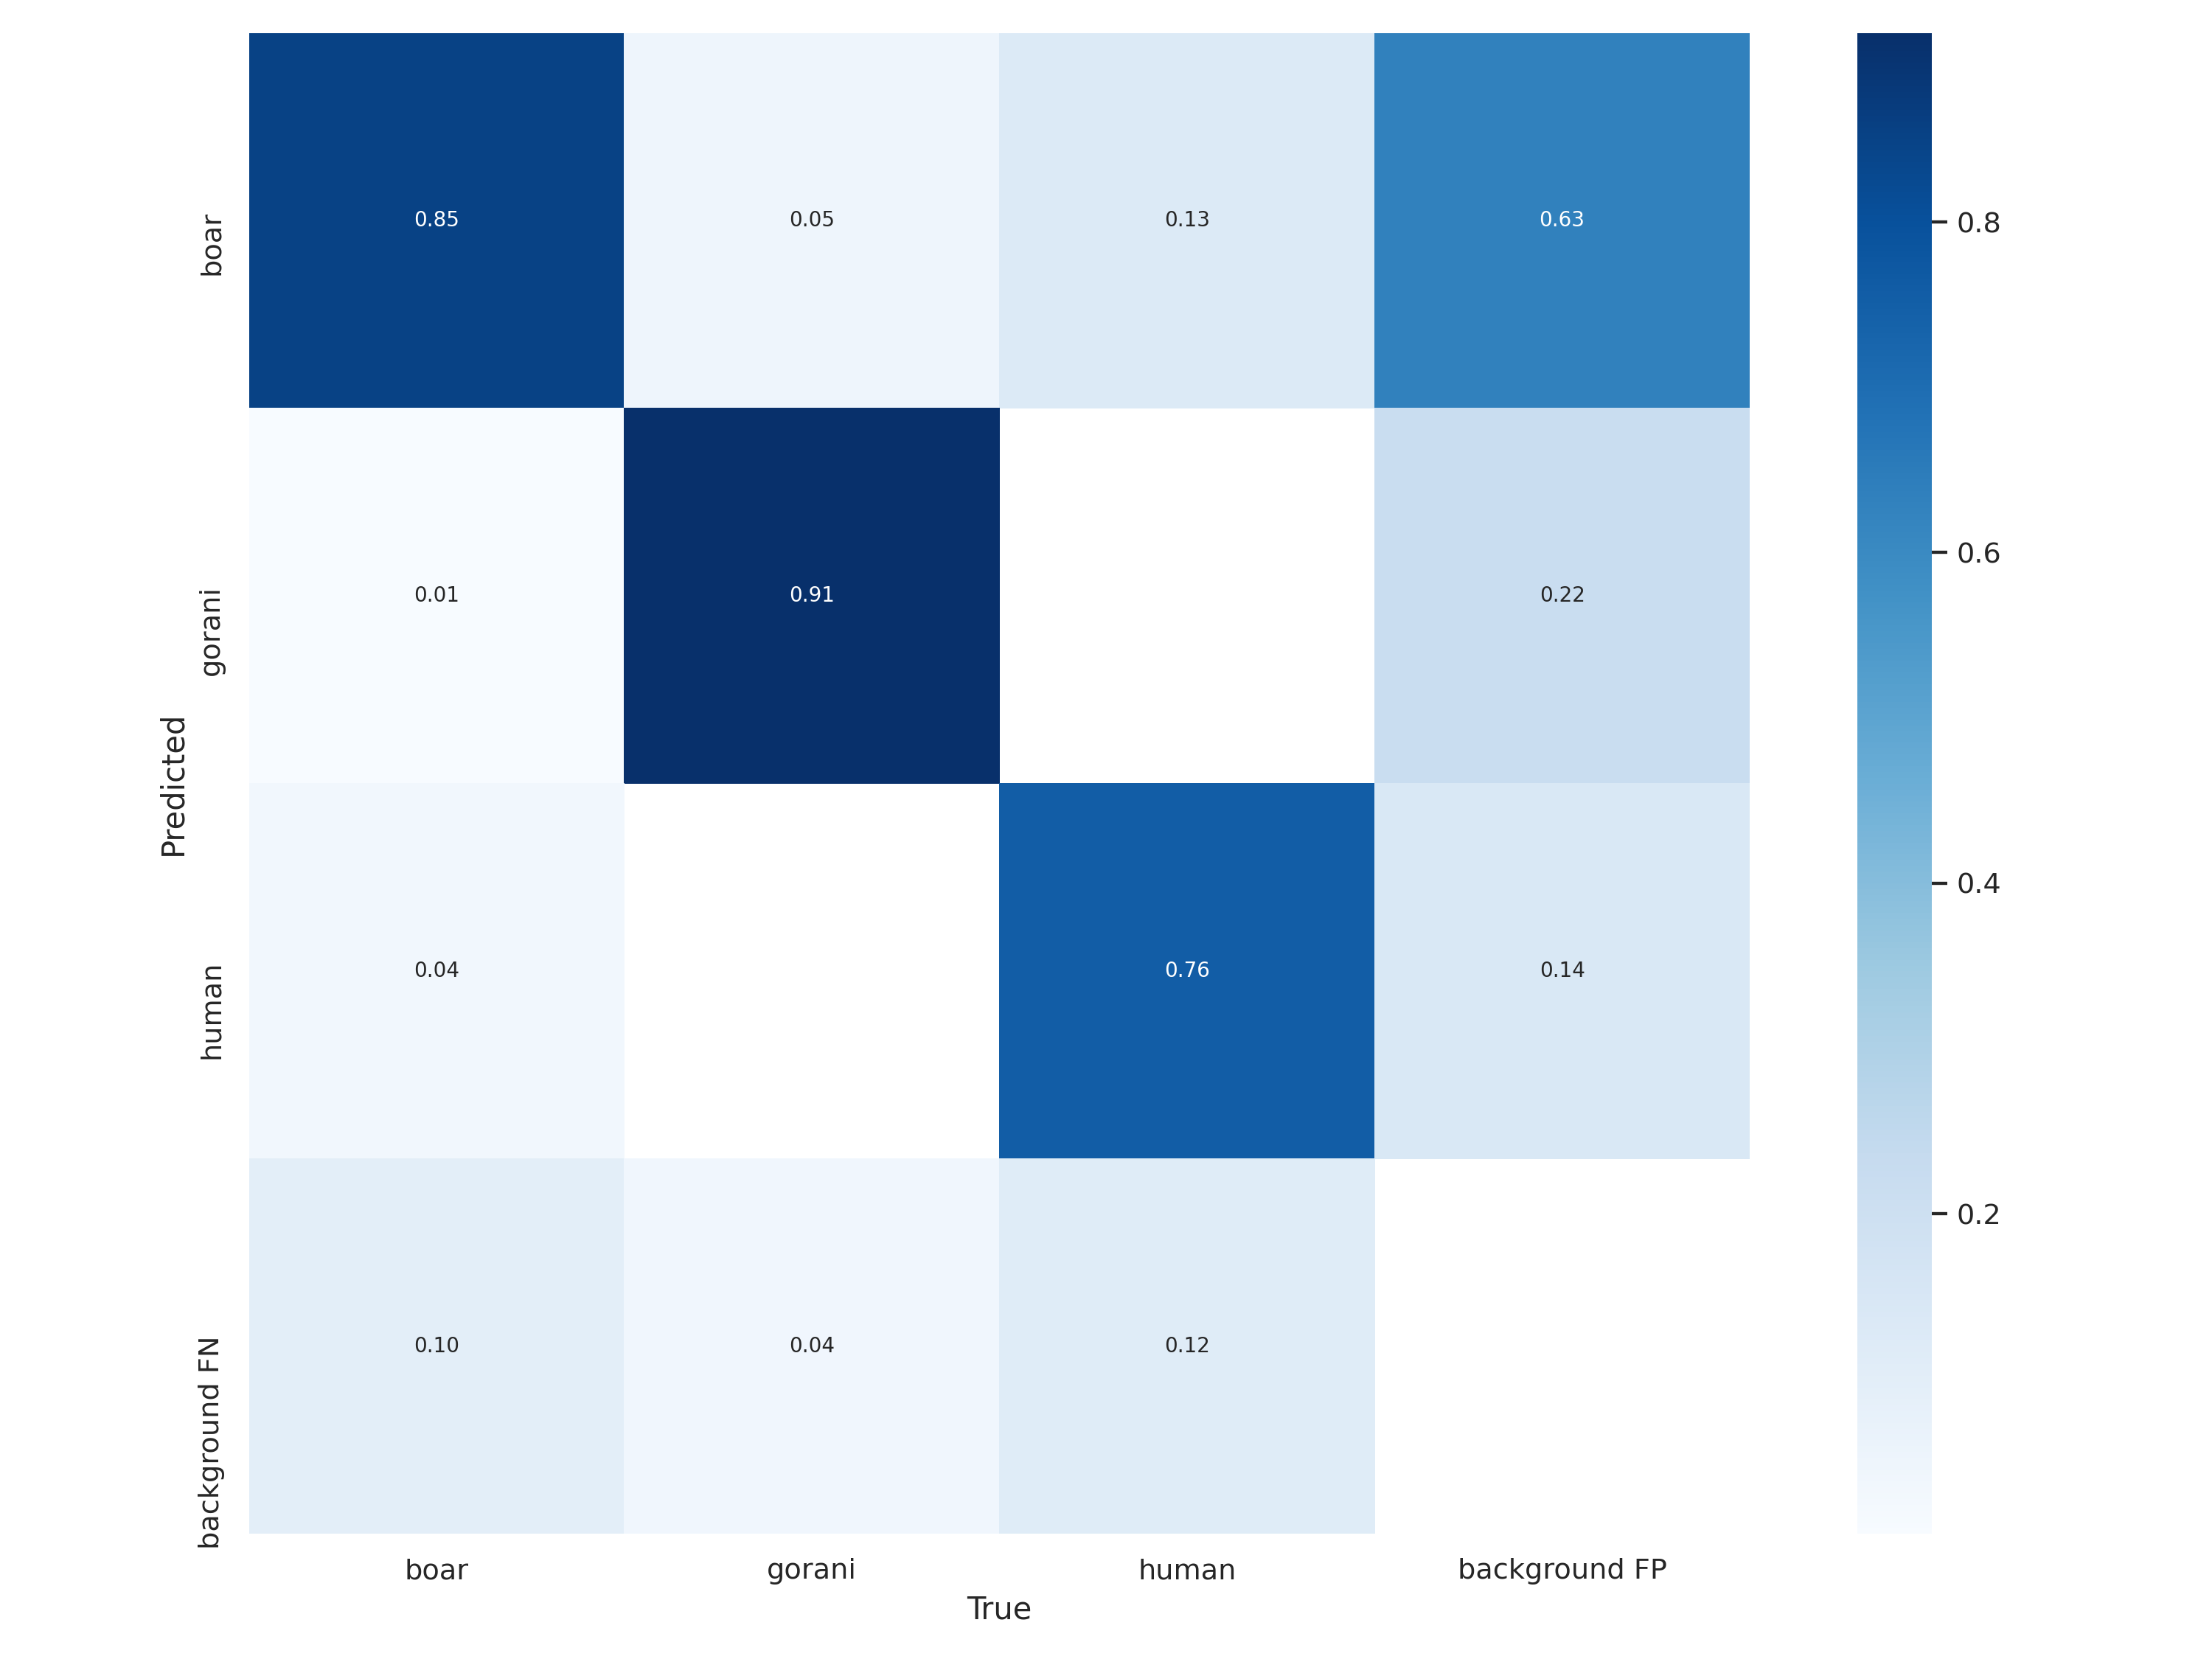 boar
0.85
0.05
0.13
0.63
gorani
0.01
0.91
0.22
human
0.04
0.76
0.14
background FN
0.10
0.04
0.12
Predicted
boar
gorani
human
background FP
True
0.8
0.6
0.4
0.2